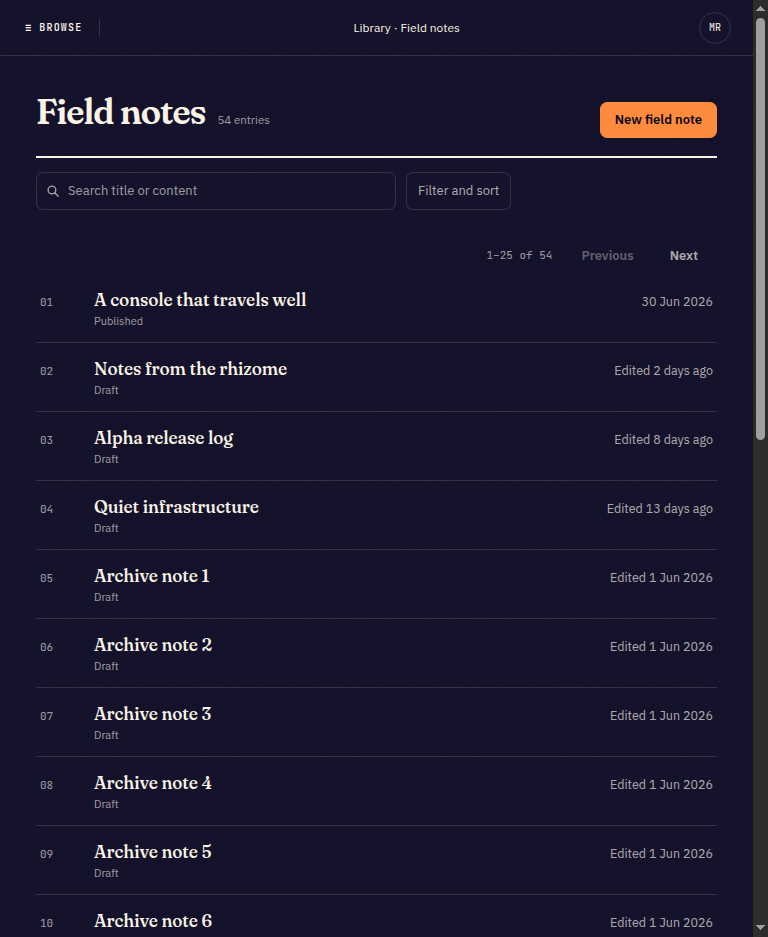 ≡ BROWSE
Library · Field notes
MR
Field notes
54 entries
New field note
Search title or content
Filter and sort
1–25 of 54
Previous
Next
01
A console that travels well
30 Jun 2026
Published
02
Notes from the rhizome
Edited 2 days ago
Draft
03
Alpha release log
Edited 8 days ago
Draft
04
Quiet infrastructure
Edited 13 days ago
Draft
05
Archive note 1
Edited 1 Jun 2026
Draft
06
Archive note 2
Edited 1 Jun 2026
Draft
07
Archive note 3
Edited 1 Jun 2026
Draft
08
Archive note 4
Edited 1 Jun 2026
Draft
09
Archive note 5
Edited 1 Jun 2026
Draft
10
Archive note 6
Edited 1 Jun 2026